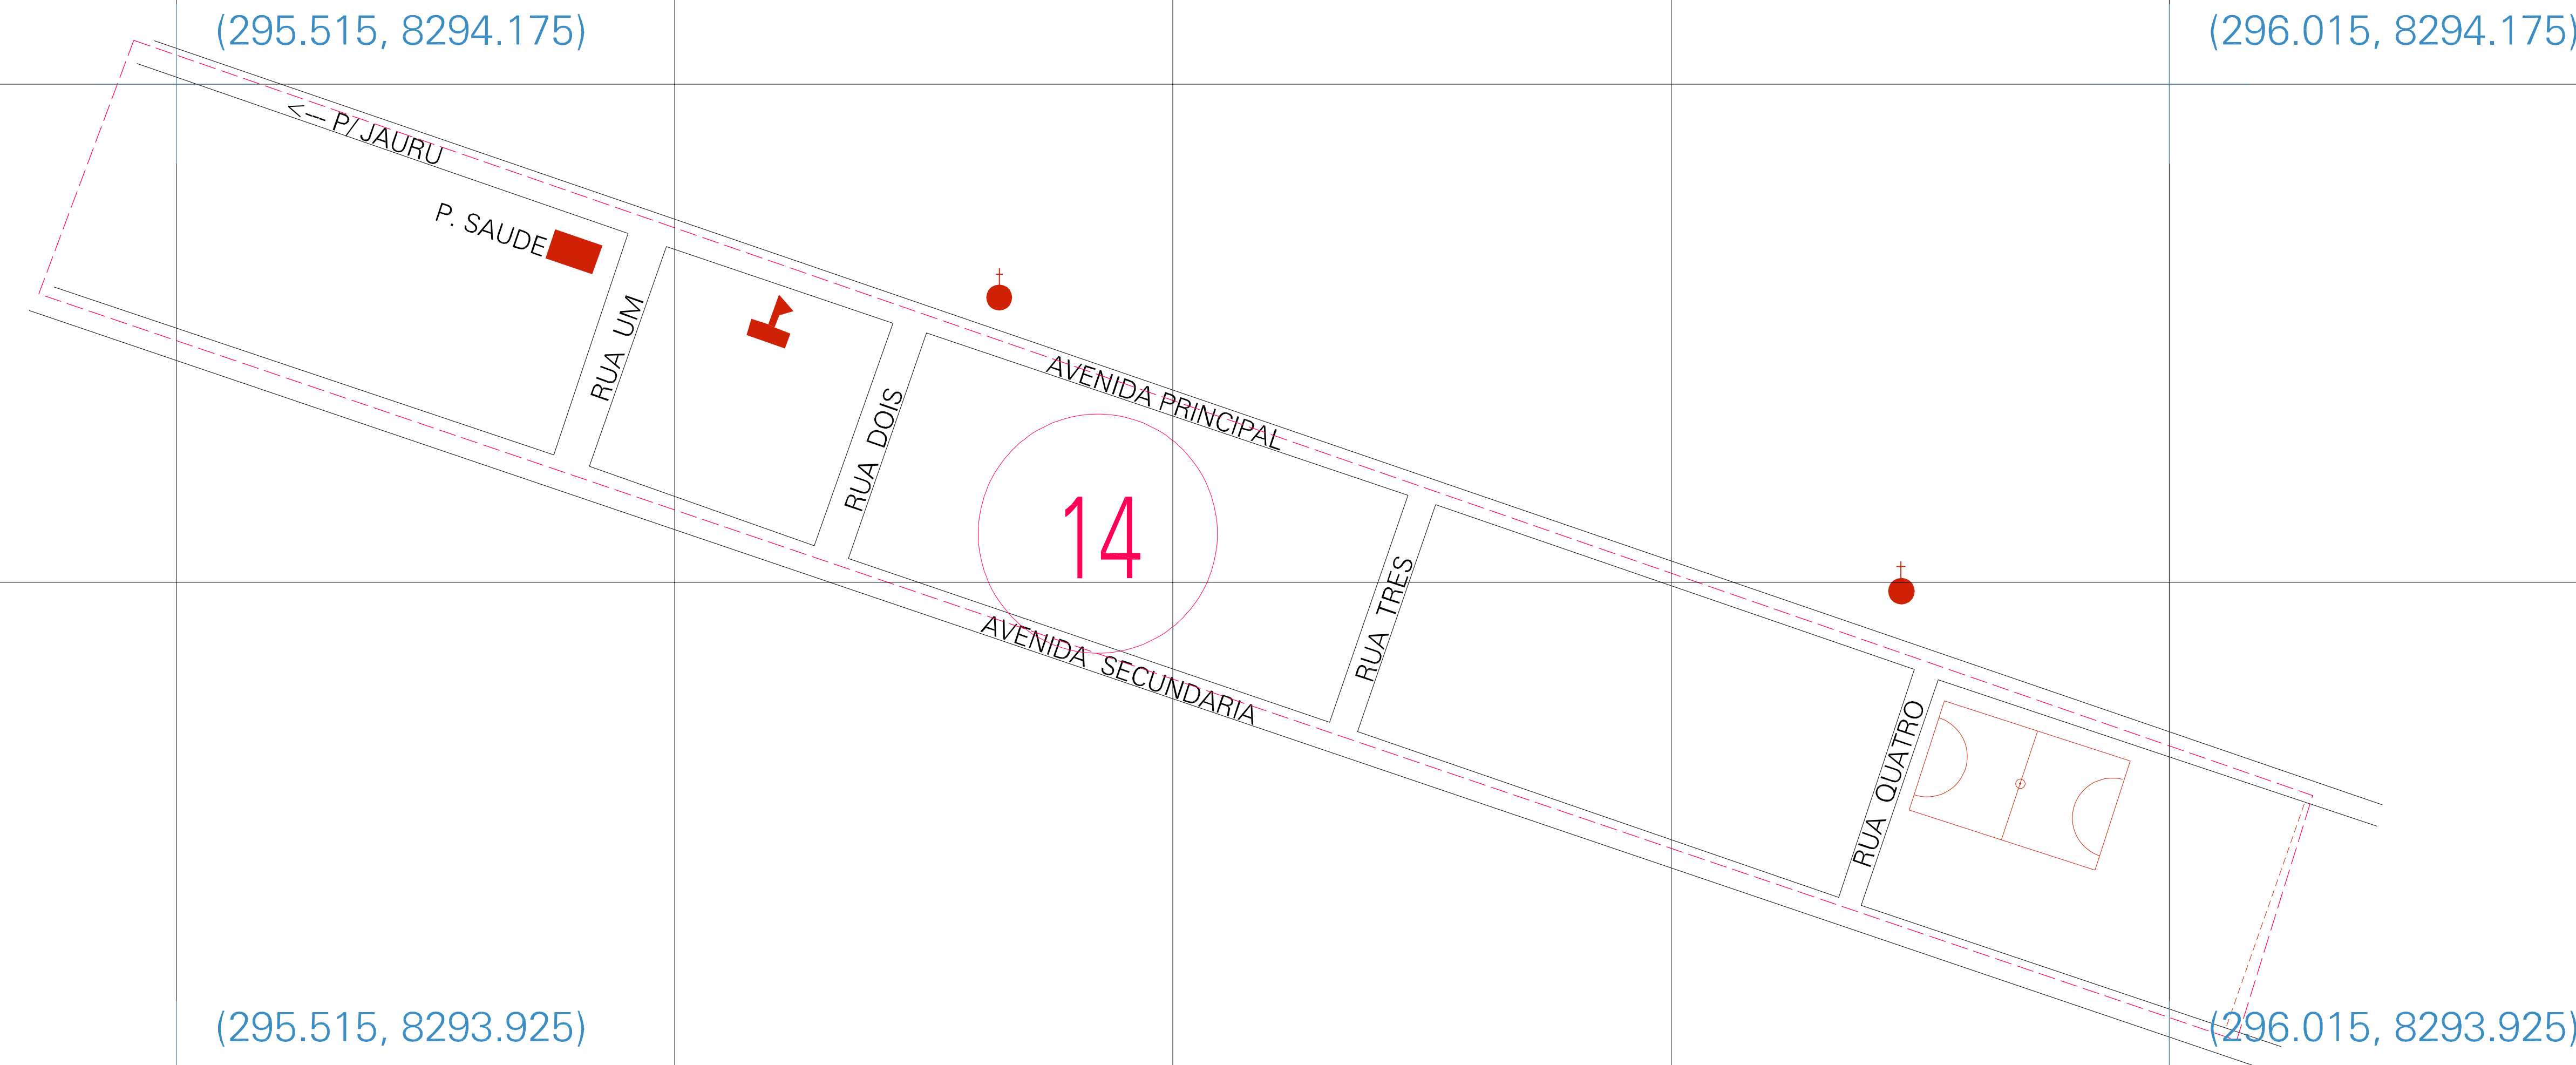 (295.515, 8294.175)
(296.015, 8294.175)
<--- P/ JAURU
P. SAUDE
RUA UM
RUA DOIS
AVENIDA PRINCIPAL
14
RUA TRES
AVENIDA SECUNDARIA
RUA QUATRO
(295.515, 8293.925)
(296.015, 8293.925)